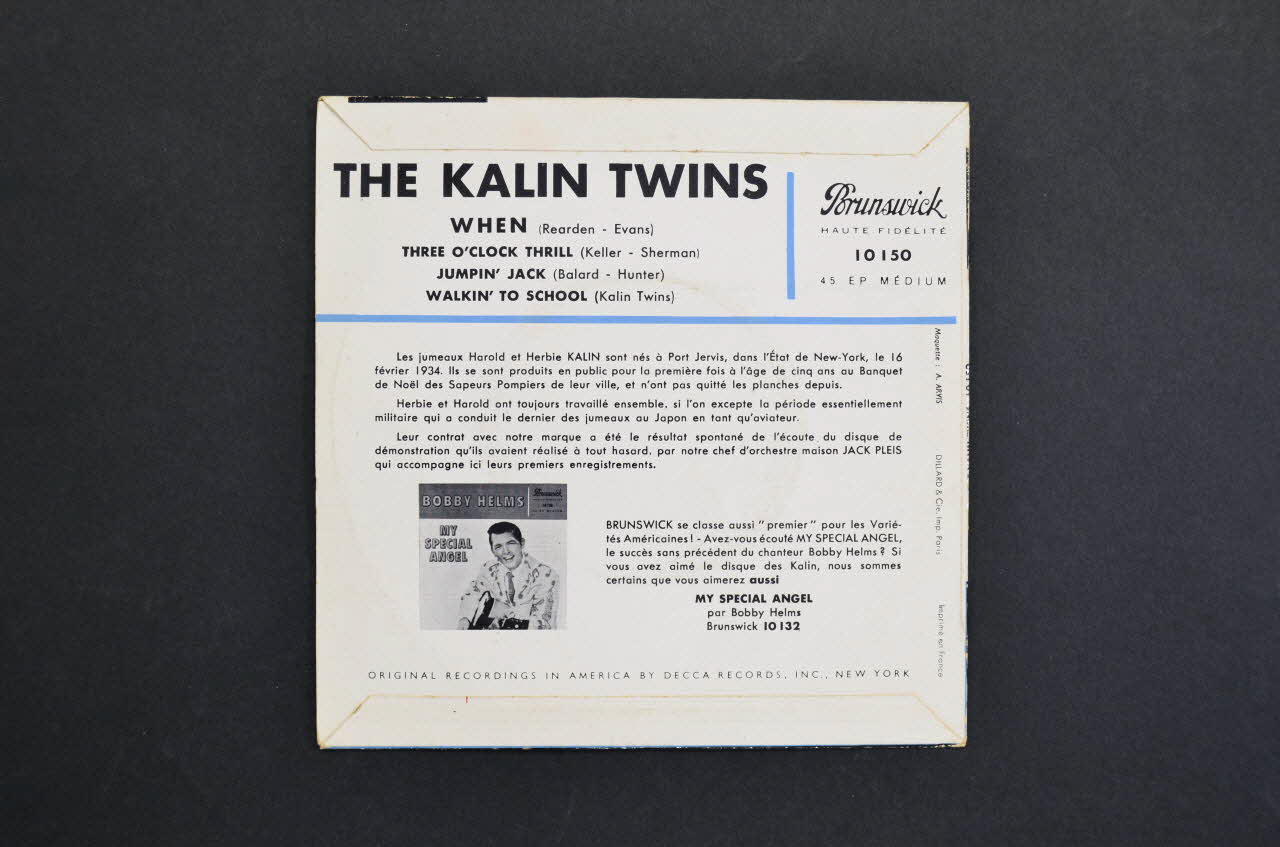 THE KALIN TWINS
WHEN (Rearden - Evans)
THREE O'CLOCK THRILL (Keller - Sherman)
JUMPIN' JACK (Balard - Hunter)
WALKIN' TO SCHOOL (Kalin Twins)
Brunswick
HAUTE FIDÉLITÉ
10 150
45 EP MÉDIUM
Les jumeaux Harold et Herbie KALIN sont nés à Port Jervis, dans l'État de New-York, le 16
février 1934. Ils se sont produits en public pour la première fois à l'âge de cinq ans au Banquet
de Noël des Sapeurs Pompiers de leur ville, et n'ont pas quitté les planches depuis.
Herbie et Harold ont toujours travaillé ensemble, si l'on excepte la période essentiellement
militaire qui a conduit le dernier des jumeaux au Japon en tant qu'aviateur.
Leur contrat avec notre marque a été le résultat spontané de l'écoute du disque de
démonstration qu'ils avaient réalisé à tout hasard, par notre chef d'orchestre maison JACK PLEIS
qui accompagne ici leurs premiers enregistrements.
BOBBY HELMS
Brunswick
MY
SPECIAL
ANGEL
BRUNSWICK se classe aussi "premier" pour les Varié-
tés Américaines! - Avez-vous écouté MY SPECIAL ANGEL,
le succès sans précédent du chanteur Bobby Helms? Si
vous avez aimé le disque des Kalin, nous sommes
certains que vous aimerez aussi
MY SPECIAL ANGEL
par Bobby Helms
Brunswick 10 132
ORIGINAL RECORDINGS IN AMERICA BY DECCA RECORDS, INC., NEW YORK
Maquette : A. ARVIS
DILLARD & Cie. Imp. Paris
Imprimé en France